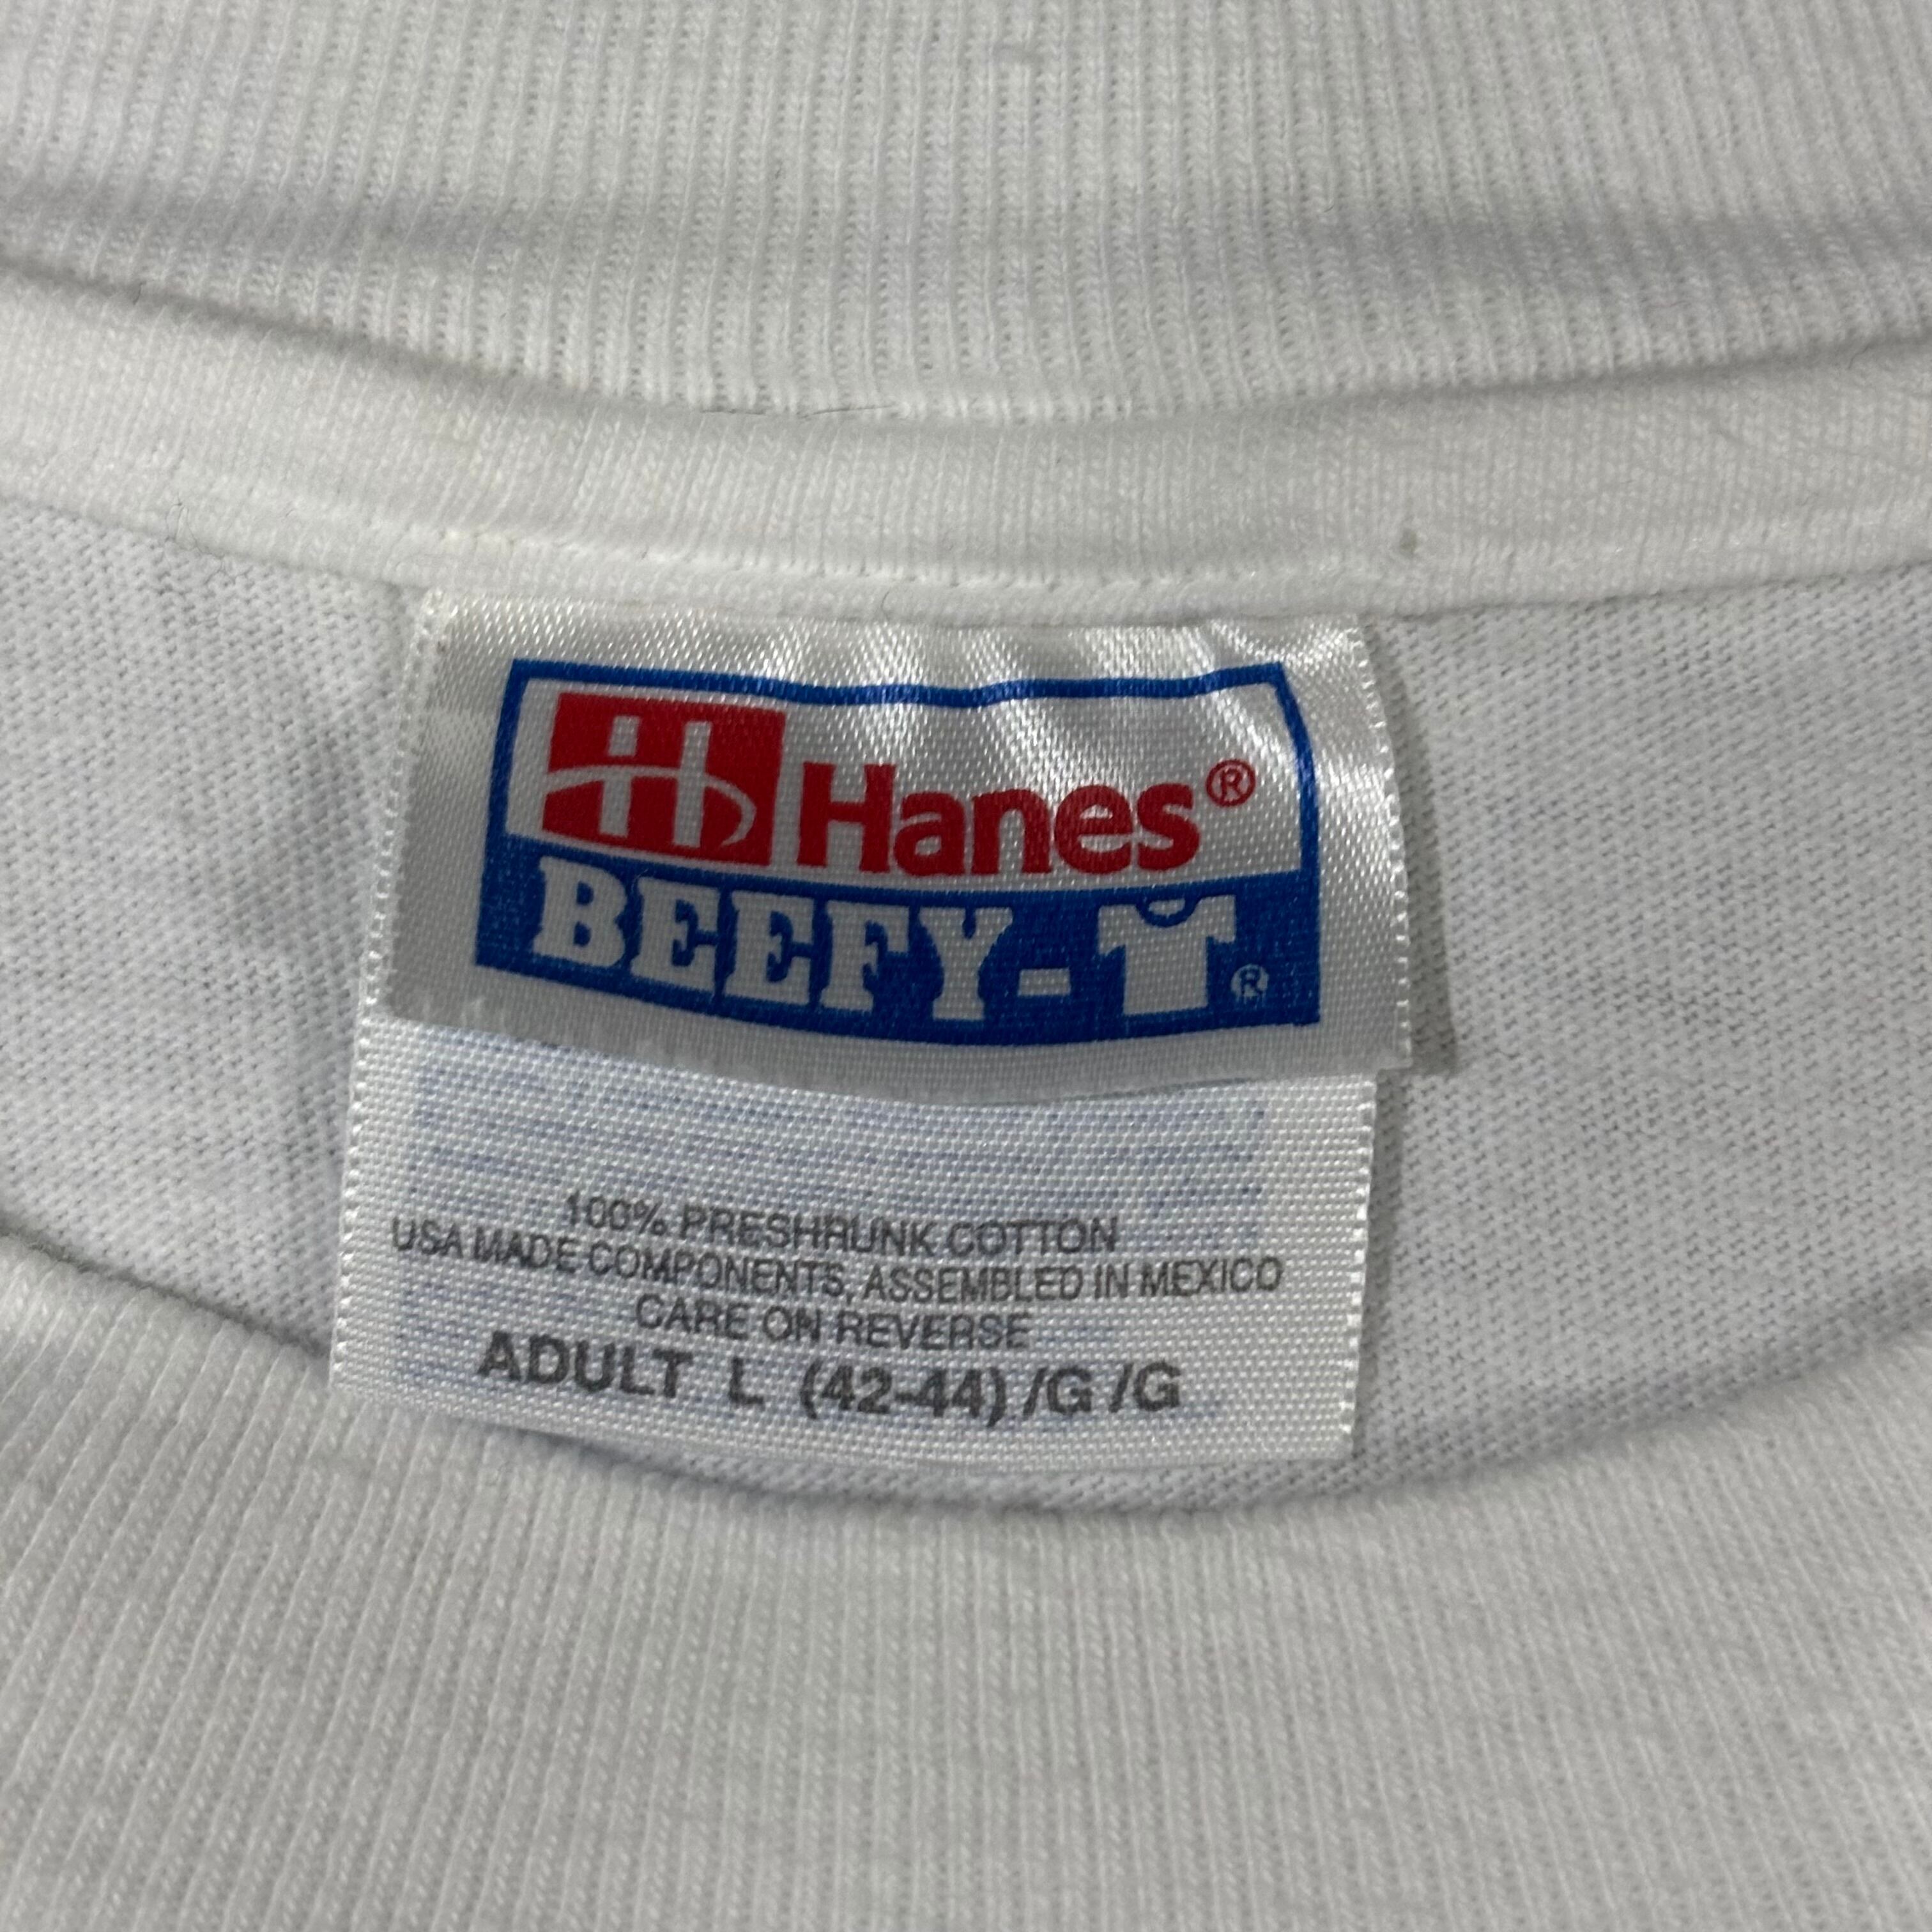 Hanes®
BEEFY-T®
100% PRESHRUNK COTTON
USA MADE COMPONENTS, ASSEMBLED IN MEXICO
CARE ON REVERSE
ADULT L (42-44) /G /G